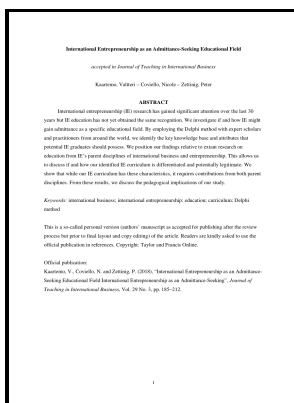 International Entrepreneurship as an Admittance-Seeking Educational Field
accepted in Journal of Teaching in International Business
Kaartemo, Valtteri – Coviello, Nicole – Zettinig, Peter
ABSTRACT
International entrepreneurship (IE) research has gained significant attention over the last 30
years but IE education has not yet obtained the same recognition. We investigate if and how IE might
gain admittance as a specific educational field. By employing the Delphi method with expert scholars
and practitioners from around the world, we identify the key knowledge base and attributes that
potential IE graduates should possess. We position our findings relative to extant research on
education from IE's parent disciplines of international business and entrepreneurship. This allows us
to discuss if and how our identified IE curriculum is differentiated and potentially legitimate. We
show that while our IE curriculum has these characteristics, it requires contributions from both parent
disciplines. From these results, we discuss the pedagogical implications of our study.
Keywords: international business; international entrepreneurship; education; curriculum; Delphi
method
This is a so-called personal version (authors' manuscript as accepted for publishing after the review
process but prior to final layout and copy editing) of the article. Readers are kindly asked to use the
official publication in references. Copyright: Taylor and Francis Online.
Official publication:
Kaartemo, V., Coviello, N. and Zettinig, P. (2018), "International Entrepreneurship as an Admittance-
Seeking Educational Field International Entrepreneurship as an Admittance-Seeking", Journal of
Teaching in International Business, Vol. 29 No. 3, pp. 185–212.
1